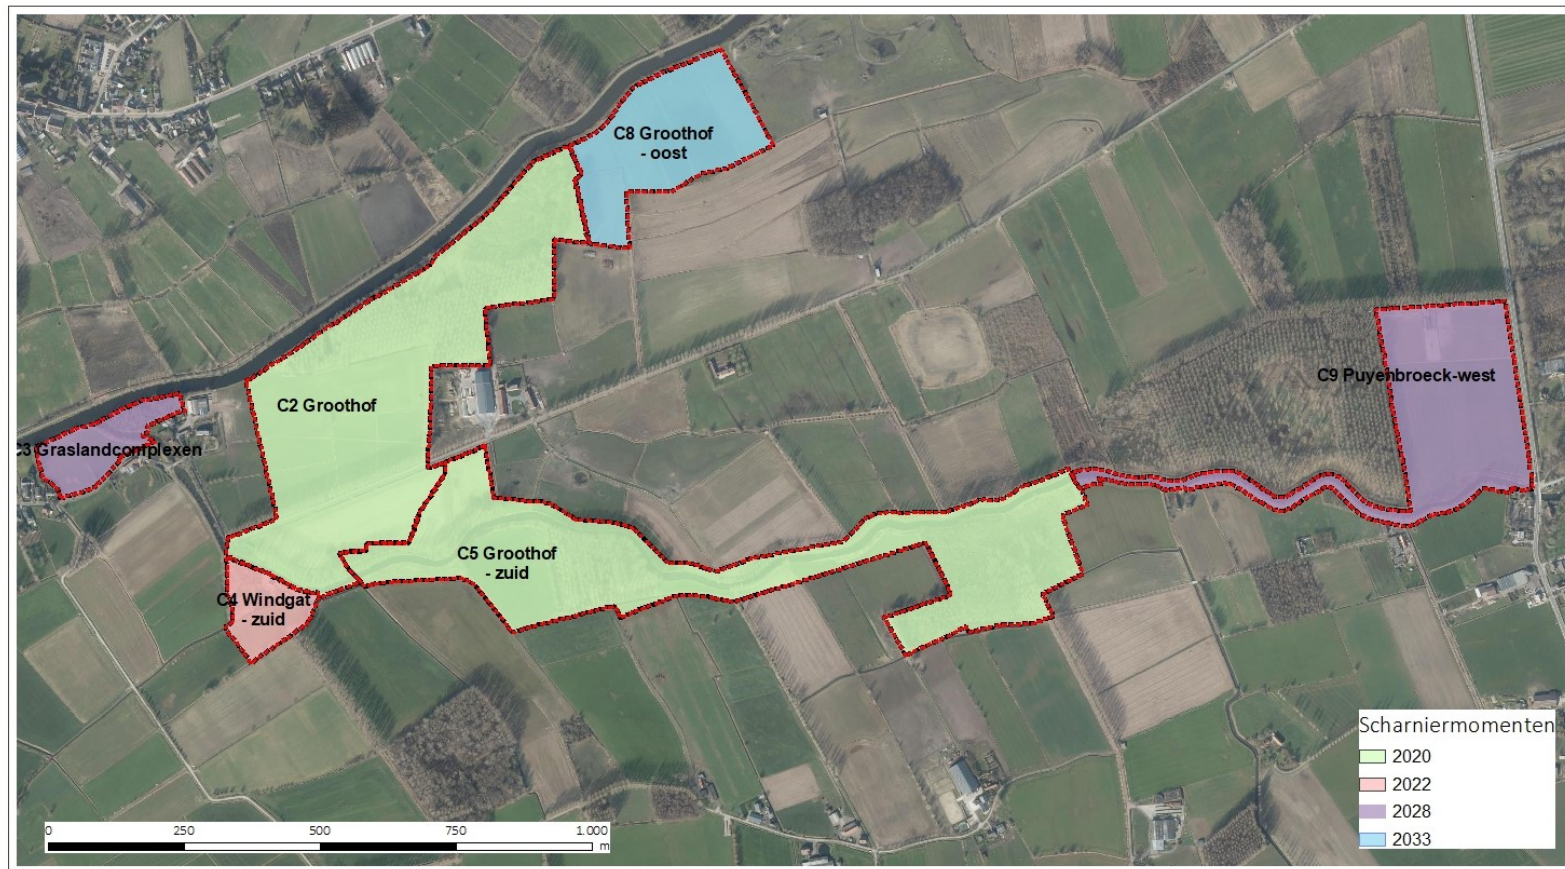 C8 Groothof
- oost
C9 Puyenbroeck-west
C2 Groothof
C3 Graslandcomplexen
C5 Groothof
- zuid
C4 Windgat
- zuid
Scharniermomenten
2020
2022
2028
2033
0 250 500 750 1.000
m